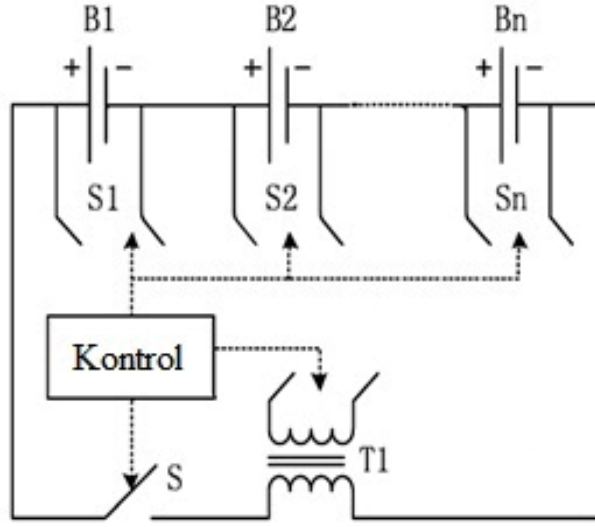 B1 B2 Bn
+ - + - + -
S1 S2 Sn
Kontrol
S T1